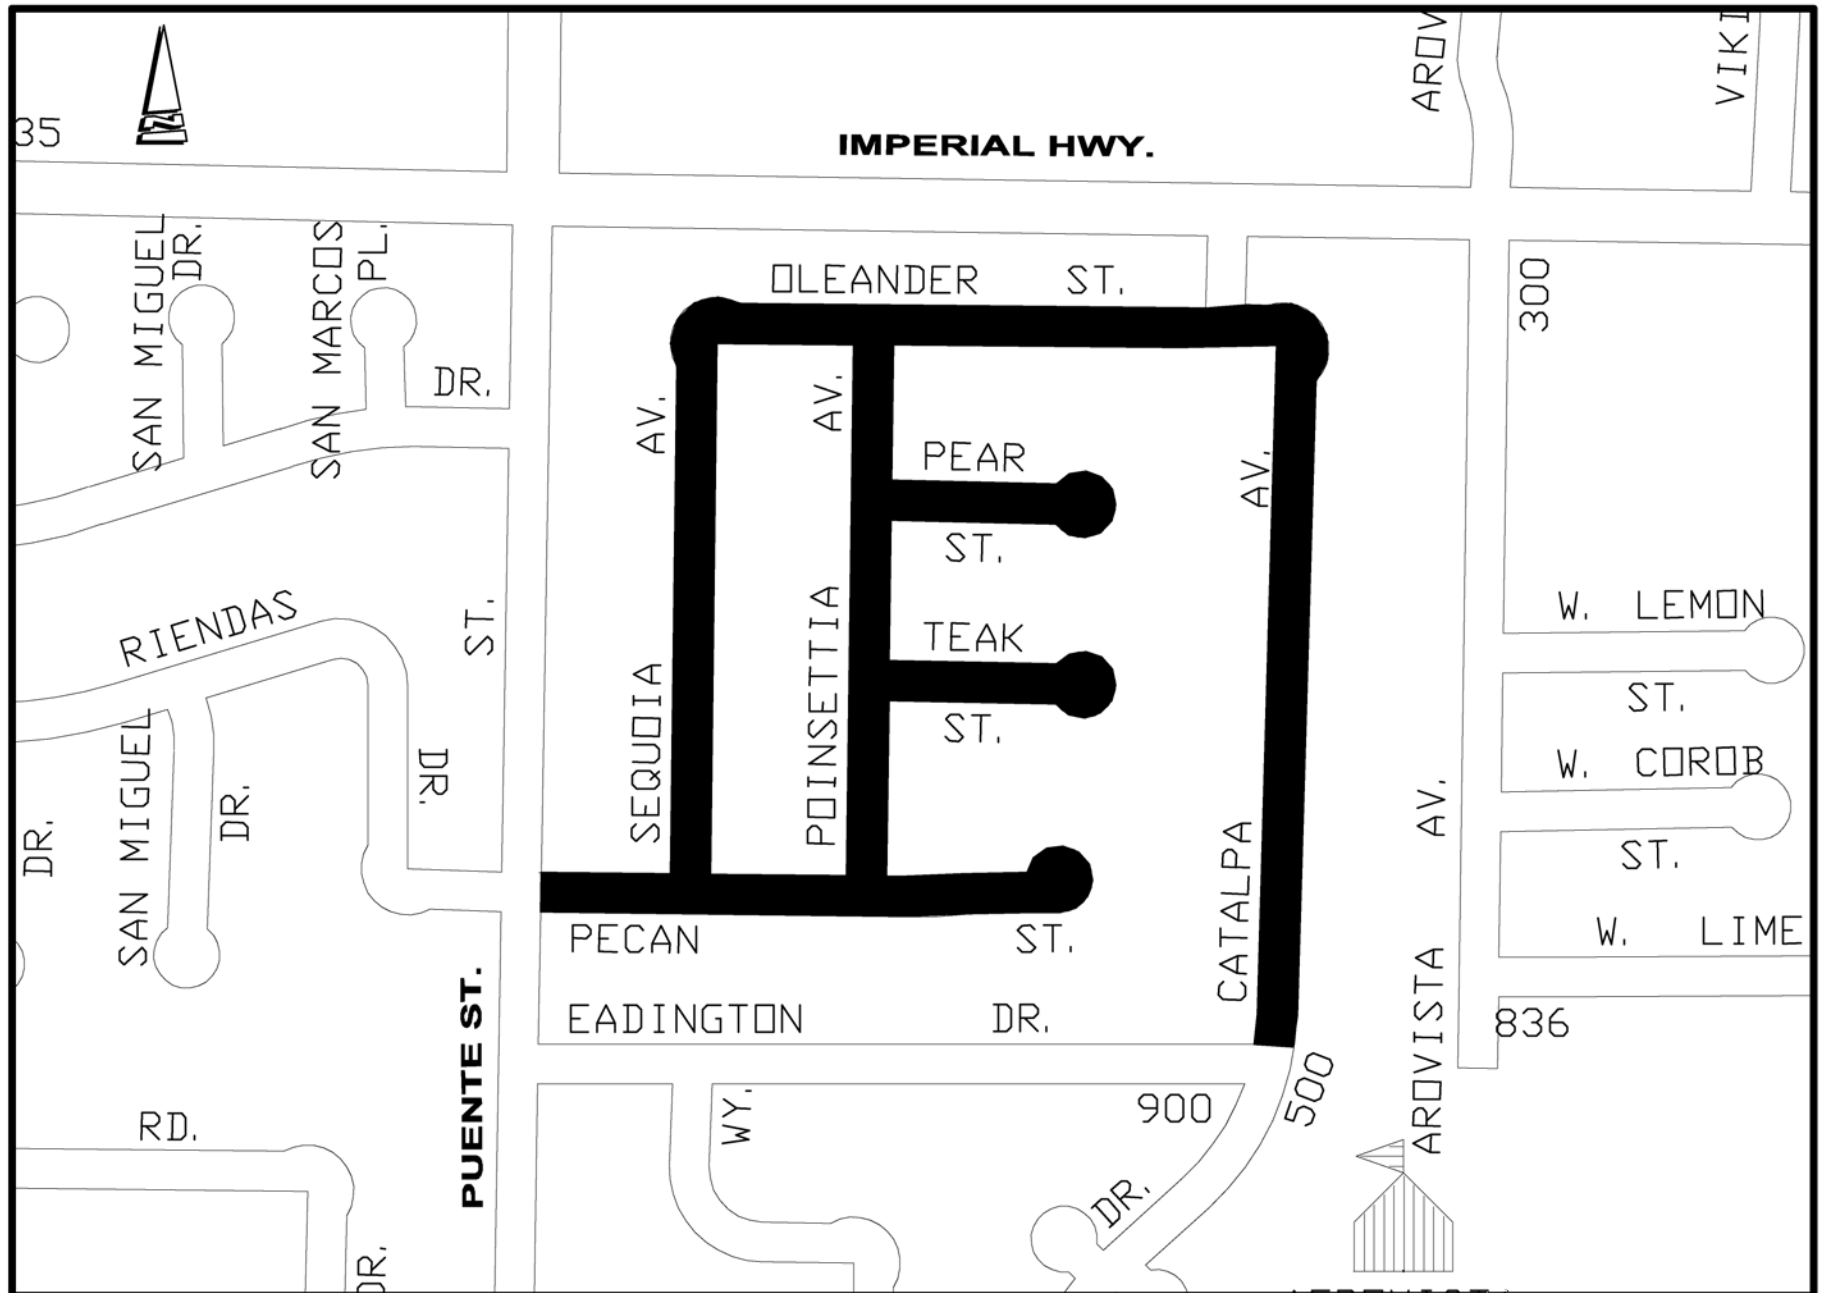 AROV
VIKI
35
N
IMPERIAL HWY.
SAN MIGUEL
DR.
SAN MARCOS
PL.
OLEANDER ST.
300
DR.
AV.
AV.
PEAR
ST.
AV.
RIENDAS
ST.
W. LEMON
ST.
TEAK
ST.
SEQUOIA
POINSETTIA
DR.
W. COROB
ST.
SAN MIGUEL
DR.
DR.
AV.
CATALPA
PECAN ST.
W. LIME
EADINGTON DR.
PUENTE ST.
AROVISTA
836
RD.
WY.
900
500
DR.
DR.